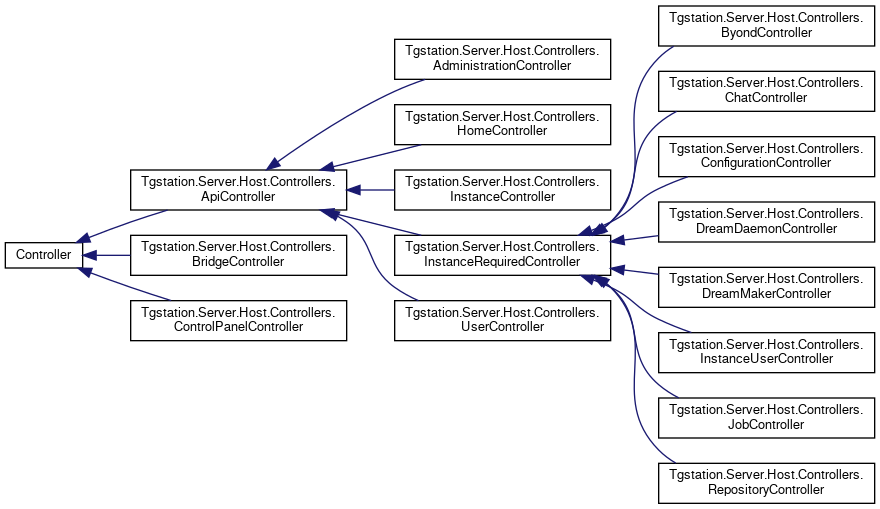 Controller
Tgstation.Server.Host.Controllers.
ApiController
Tgstation.Server.Host.Controllers.
BridgeController
Tgstation.Server.Host.Controllers.
ControlPanelController
Tgstation.Server.Host.Controllers.
AdministrationController
Tgstation.Server.Host.Controllers.
HomeController
Tgstation.Server.Host.Controllers.
InstanceController
Tgstation.Server.Host.Controllers.
InstanceRequiredController
Tgstation.Server.Host.Controllers.
UserController
Tgstation.Server.Host.Controllers.
ByondController
Tgstation.Server.Host.Controllers.
ChatController
Tgstation.Server.Host.Controllers.
ConfigurationController
Tgstation.Server.Host.Controllers.
DreamDaemonController
Tgstation.Server.Host.Controllers.
DreamMakerController
Tgstation.Server.Host.Controllers.
InstanceUserController
Tgstation.Server.Host.Controllers.
JobController
Tgstation.Server.Host.Controllers.
RepositoryController